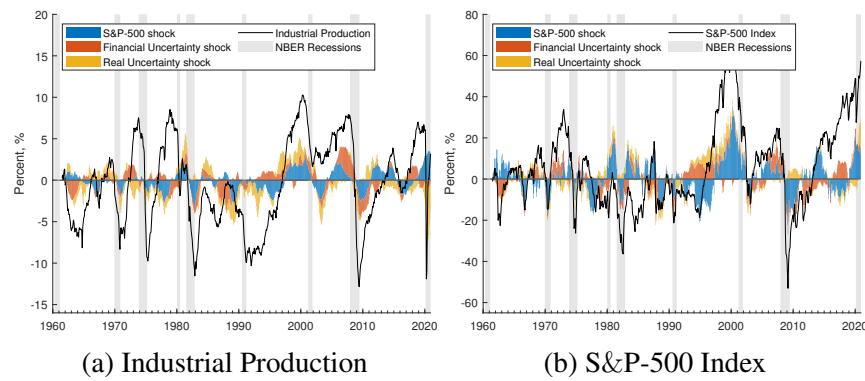 20
15
10
5
0
-5
-10
-15
Percent, %
S&P-500 shock
Financial Uncertainty shock
Real Uncertainty shock
Industrial Production
NBER Recessions
1960 1970 1980 1990 2000 2010 2020
(a) Industrial Production
80
60
40
20
0
-20
-40
-60
Percent, %
S&P-500 shock
Financial Uncertainty shock
Real Uncertainty shock
S&P-500 Index
NBER Recessions
1960 1970 1980 1990 2000 2010 2020
(b) S&P-500 Index